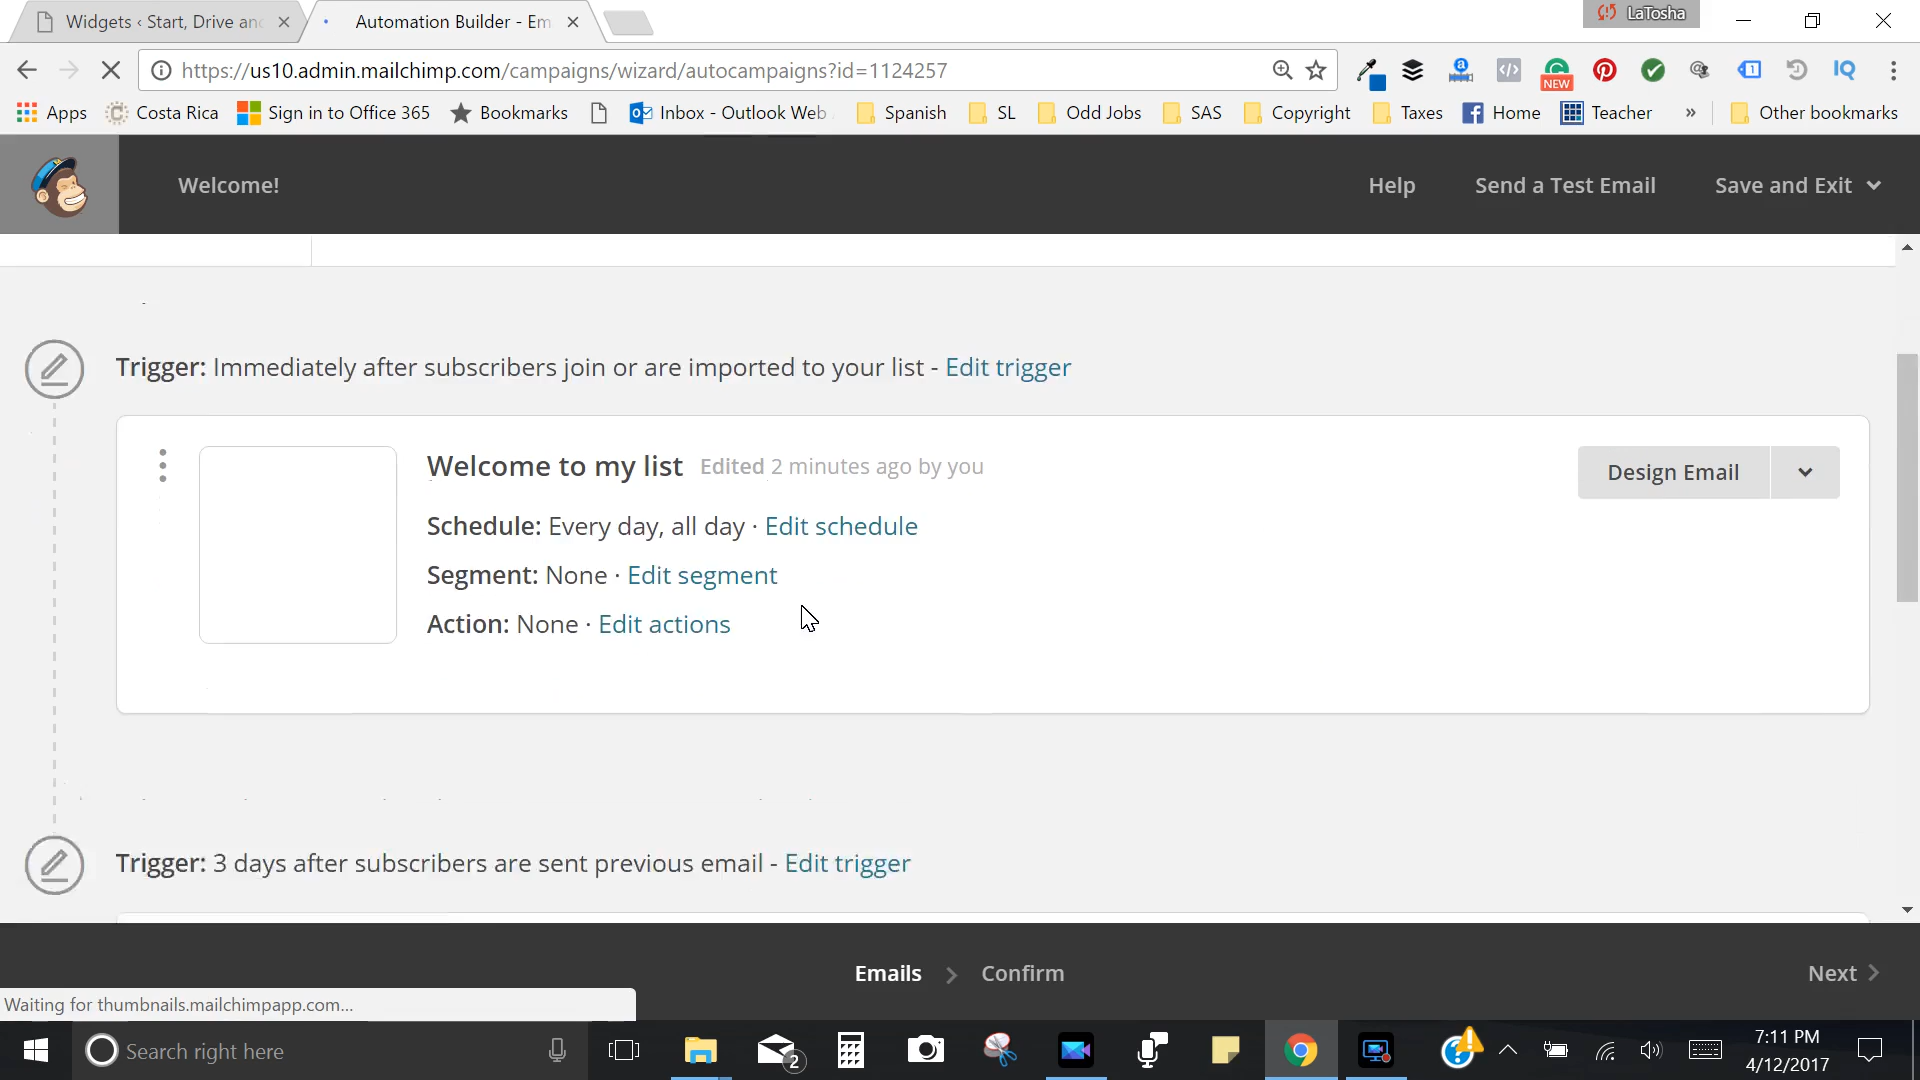 Widgets ‹ Start, Drive an
Automation Builder - Em
LaTosha
https://us10.admin.mailchimp.com/campaigns/wizard/autocampaigns?id=1124257
NEW
1
IQ
Apps
Costa Rica
Sign in to Office 365
Bookmarks
Inbox - Outlook Web
Spanish
SL
Odd Jobs
SAS
Copyright
Taxes
Home
Teacher
»
Other bookmarks
Welcome!
Help
Send a Test Email
Save and Exit
Trigger: Immediately after subscribers join or are imported to your list - Edit trigger
Welcome to my list Edited 2 minutes ago by you
Design Email
Schedule: Every day, all day · Edit schedule
Segment: None · Edit segment
Action: None · Edit actions
Trigger: 3 days after subscribers are sent previous email - Edit trigger
Emails
Confirm
Next
Waiting for thumbnails.mailchimpapp.com...
Search right here
2
7:11 PM
4/12/2017